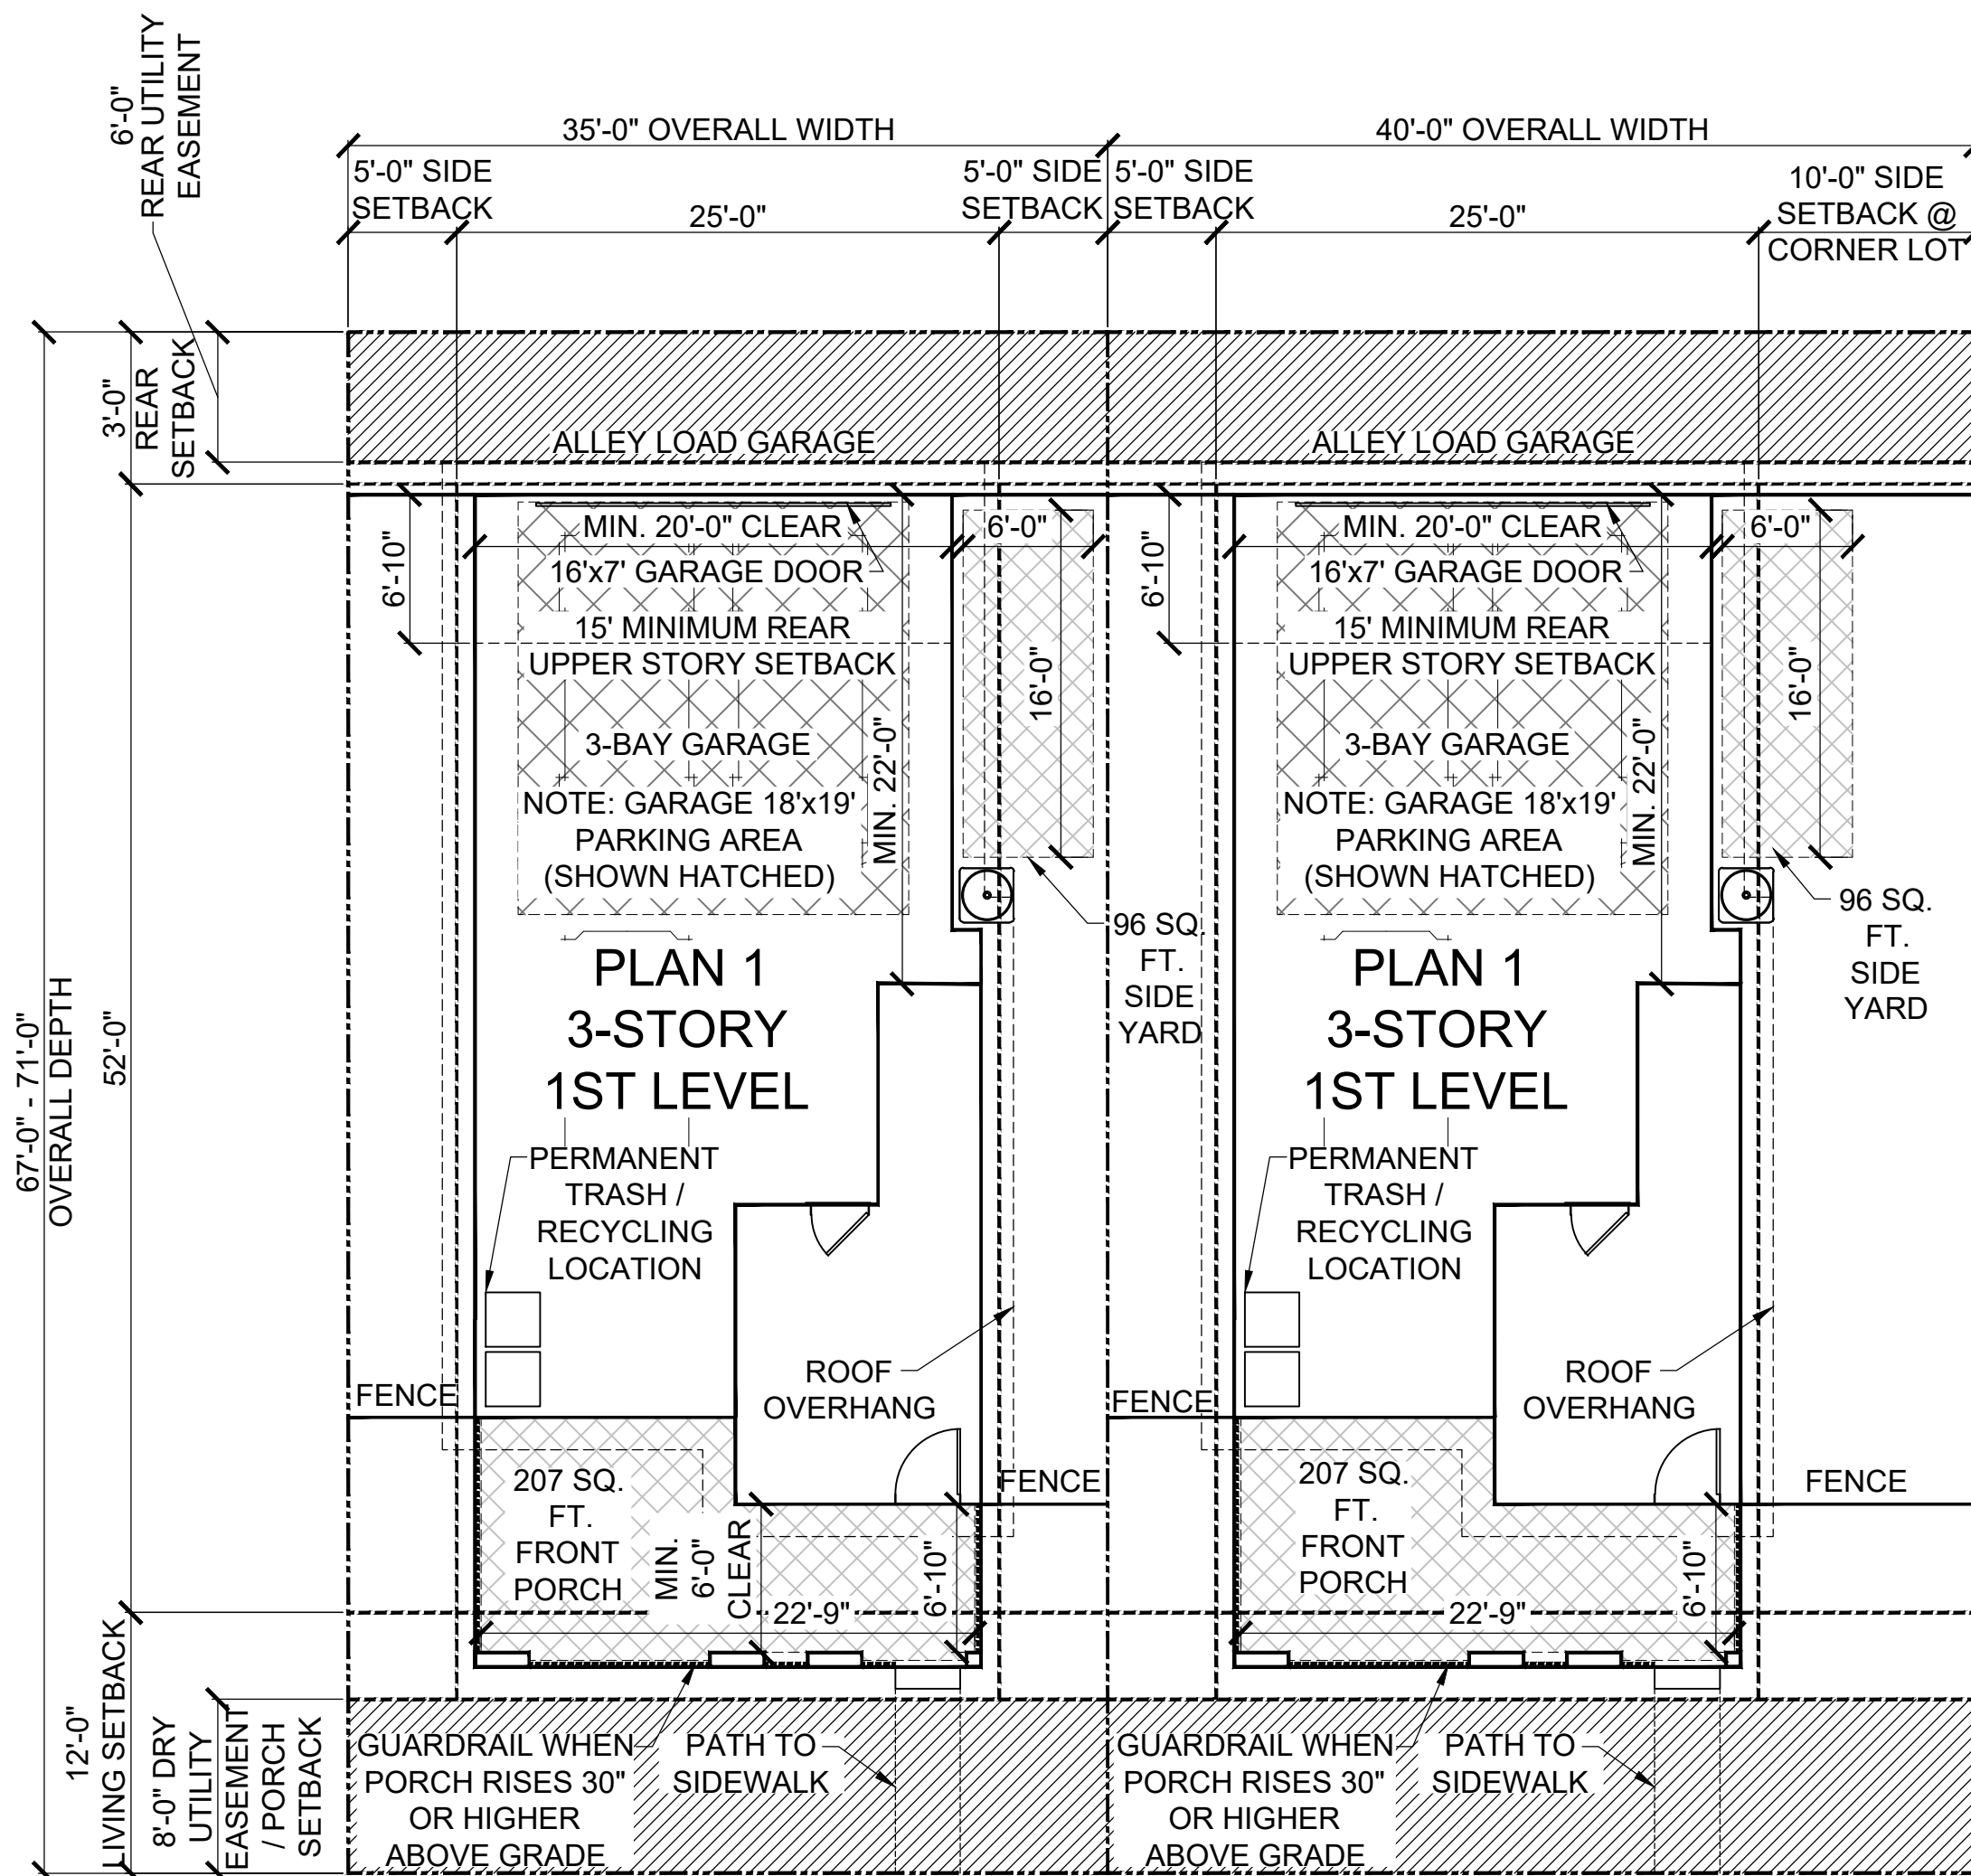 6'-0"
REAR UTILITY
EASEMENT
35'-0" OVERALL WIDTH
40'-0" OVERALL WIDTH
5'-0" SIDE
SETBACK
25'-0"
5'-0" SIDE
SETBACK
5'-0" SIDE
SETBACK
25'-0"
10'-0" SIDE
SETBACK @
CORNER LOT
3'-0"
REAR
SETBACK
67'-0" - 71'-0"
OVERALL DEPTH
52'-0"
12'-0"
LIVING SETBACK
8'-0" DRY
UTILITY
EASEMENT
/ PORCH
SETBACK
ALLEY LOAD GARAGE
6'-10"
MIN. 20'-0" CLEAR
6'-0"
16'x7' GARAGE DOOR
15' MINIMUM REAR
UPPER STORY SETBACK
16'-0"
3-BAY GARAGE
MIN. 22'-0"
NOTE: GARAGE 18'x19'
PARKING AREA
(SHOWN HATCHED)
96 SQ.
FT.
SIDE
YARD
PLAN 1
3-STORY
1ST LEVEL
PERMANENT
TRASH /
RECYCLING
LOCATION
ROOF
OVERHANG
FENCE
FENCE
207 SQ.
FT.
FRONT
PORCH
MIN.
6'-0"
CLEAR
6'-10"
22'-9"
GUARDRAIL WHEN
PORCH RISES 30"
OR HIGHER
ABOVE GRADE
PATH TO
SIDEWALK
ALLEY LOAD GARAGE
6'-10"
MIN. 20'-0" CLEAR
6'-0"
16'x7' GARAGE DOOR
15' MINIMUM REAR
UPPER STORY SETBACK
16'-0"
3-BAY GARAGE
MIN. 22'-0"
NOTE: GARAGE 18'x19'
PARKING AREA
(SHOWN HATCHED)
96 SQ.
FT.
SIDE
YARD
PLAN 1
3-STORY
1ST LEVEL
PERMANENT
TRASH /
RECYCLING
LOCATION
ROOF
OVERHANG
FENCE
FENCE
207 SQ.
FT.
FRONT
PORCH
6'-10"
22'-9"
GUARDRAIL WHEN
PORCH RISES 30"
OR HIGHER
ABOVE GRADE
PATH TO
SIDEWALK